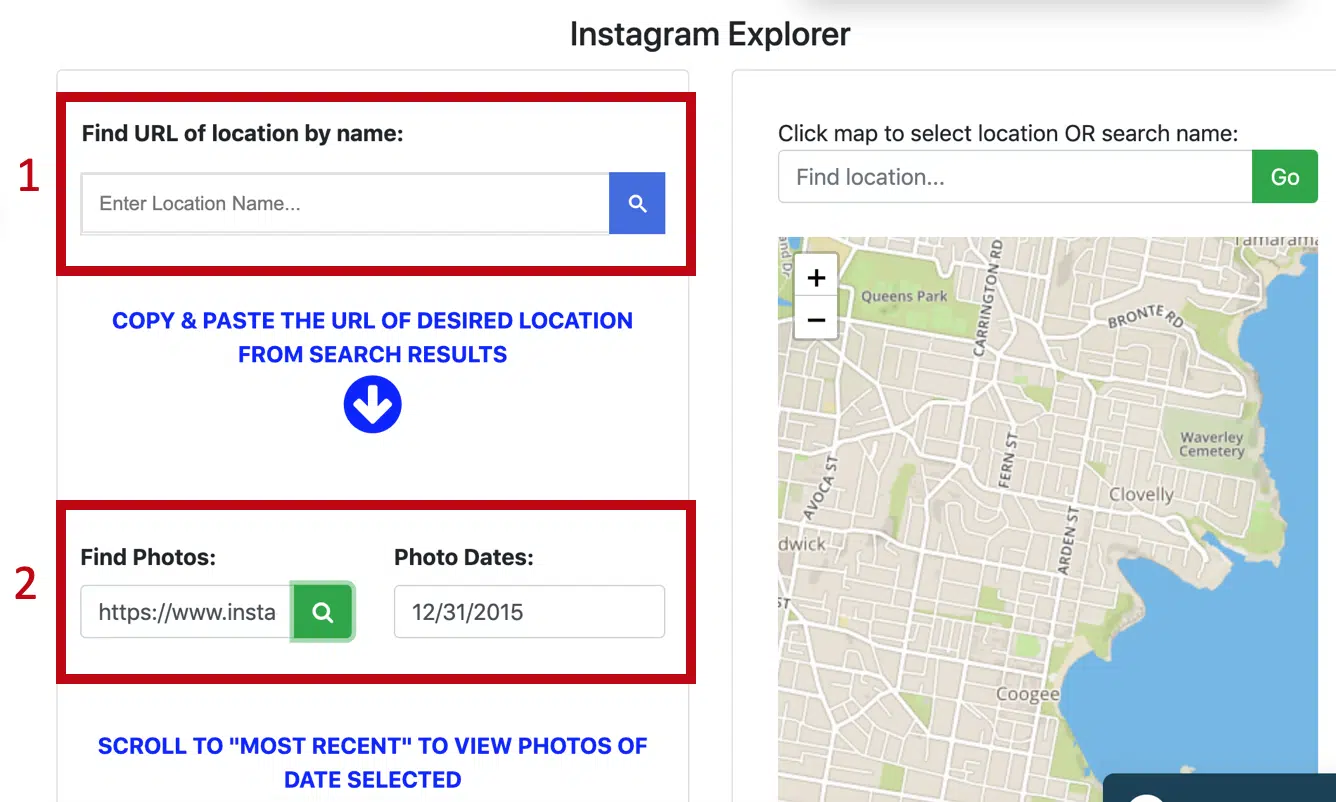 Instagram Explorer
1
Find URL of location by name:
Enter Location Name...
COPY & PASTE THE URL OF DESIRED LOCATION
FROM SEARCH RESULTS
2
Find Photos:
Photo Dates:
https://www.insta
12/31/2015
SCROLL TO "MOST RECENT" TO VIEW PHOTOS OF
DATE SELECTED
Click map to select location OR search name:
Find location...
Go
Tamarama
+
−
Queens Park
CARRINGTON RD
BRONTE RD
Waverley
Cemetery
FERN ST
AVOCA ST
Clovelly
dwick
ARDEN ST
ST
Coogee